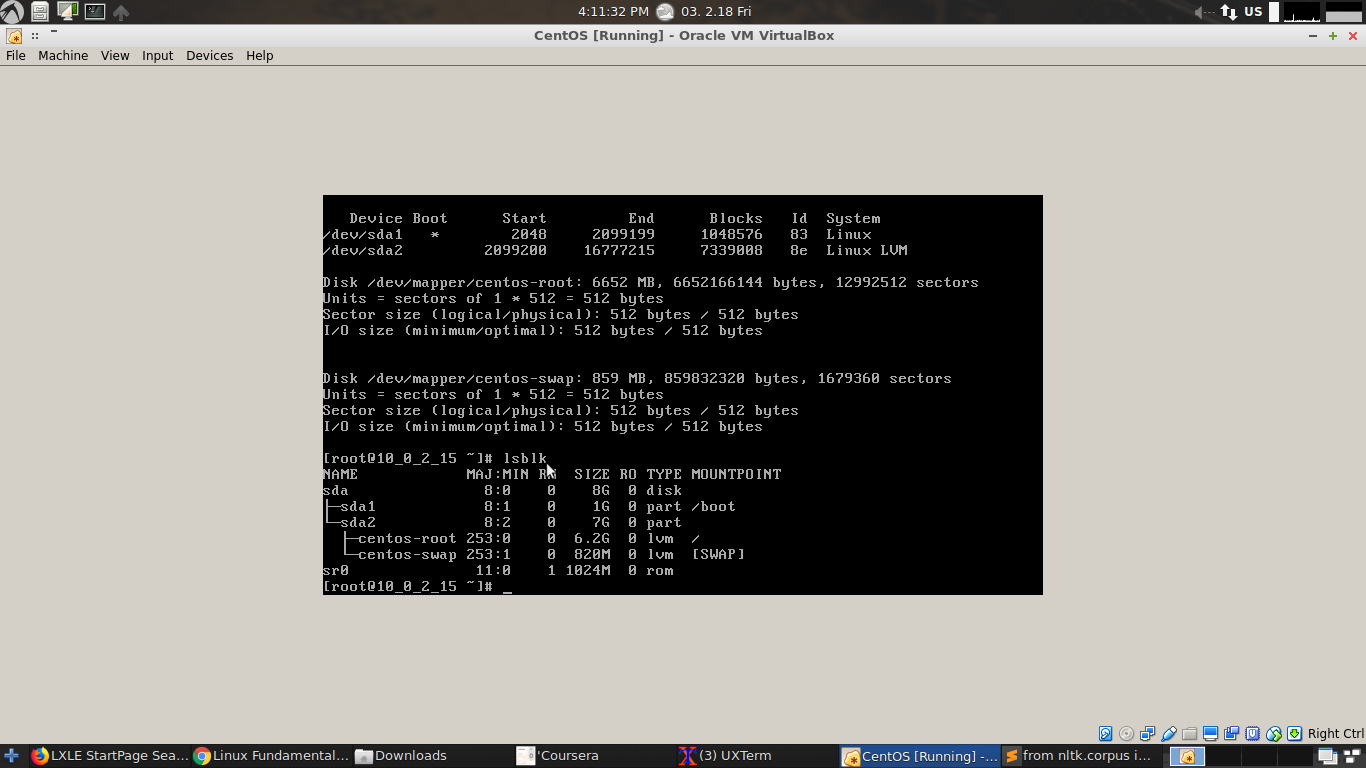 4:11:32 PM 03. 2.18 Fri US
CentOS [Running] - Oracle VM VirtualBox
File Machine View Input Devices Help
Device Boot Start End Blocks Id System
/dev/sda1 * 2048 2099199 1048576 83 Linux
/dev/sda2 2099200 16777215 7339008 8e Linux LVM
Disk /dev/mapper/centos-root: 6652 MB, 6652166144 bytes, 12992512 sectors
Units = sectors of 1 * 512 = 512 bytes
Sector size (logical/physical): 512 bytes / 512 bytes
I/O size (minimum/optimal): 512 bytes / 512 bytes
Disk /dev/mapper/centos-swap: 859 MB, 859832320 bytes, 1679360 sectors
Units = sectors of 1 * 512 = 512 bytes
Sector size (logical/physical): 512 bytes / 512 bytes
I/O size (minimum/optimal): 512 bytes / 512 bytes
[root@10_0_2_15 ~]# lsblk
NAME MAJ:MIN RM SIZE RO TYPE MOUNTPOINT
sda 8:0 0 8G 0 disk
├─sda1 8:1 0 1G 0 part /boot
└─sda2 8:2 0 7G 0 part
├─centos-root 253:0 0 6.2G 0 lvm /
└─centos-swap 253:1 0 820M 0 lvm [SWAP]
sr0 11:0 1 1024M 0 rom
[root@10_0_2_15 ~]# _
Right Ctrl
LXLE StartPage Sea... Linux Fundamental... Downloads 'Coursera (3) UXTerm CentOS [Running] -... from nltk.corpus i...